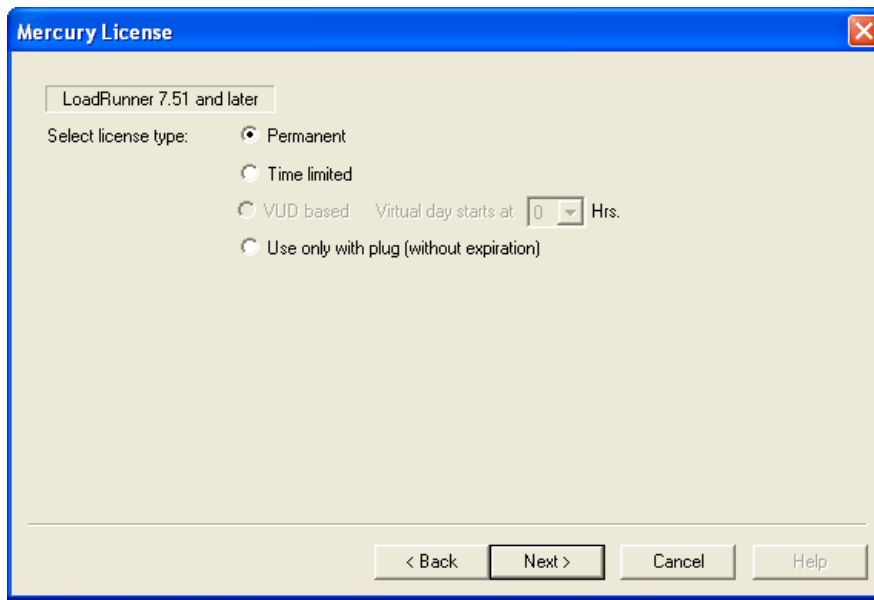 Mercury License
LoadRunner 7.51 and later
Select license type: Permanent
Time limited
VUD based Virtual day starts at 0 Hrs.
Use only with plug (without expiration)
< Back Next > Cancel Help